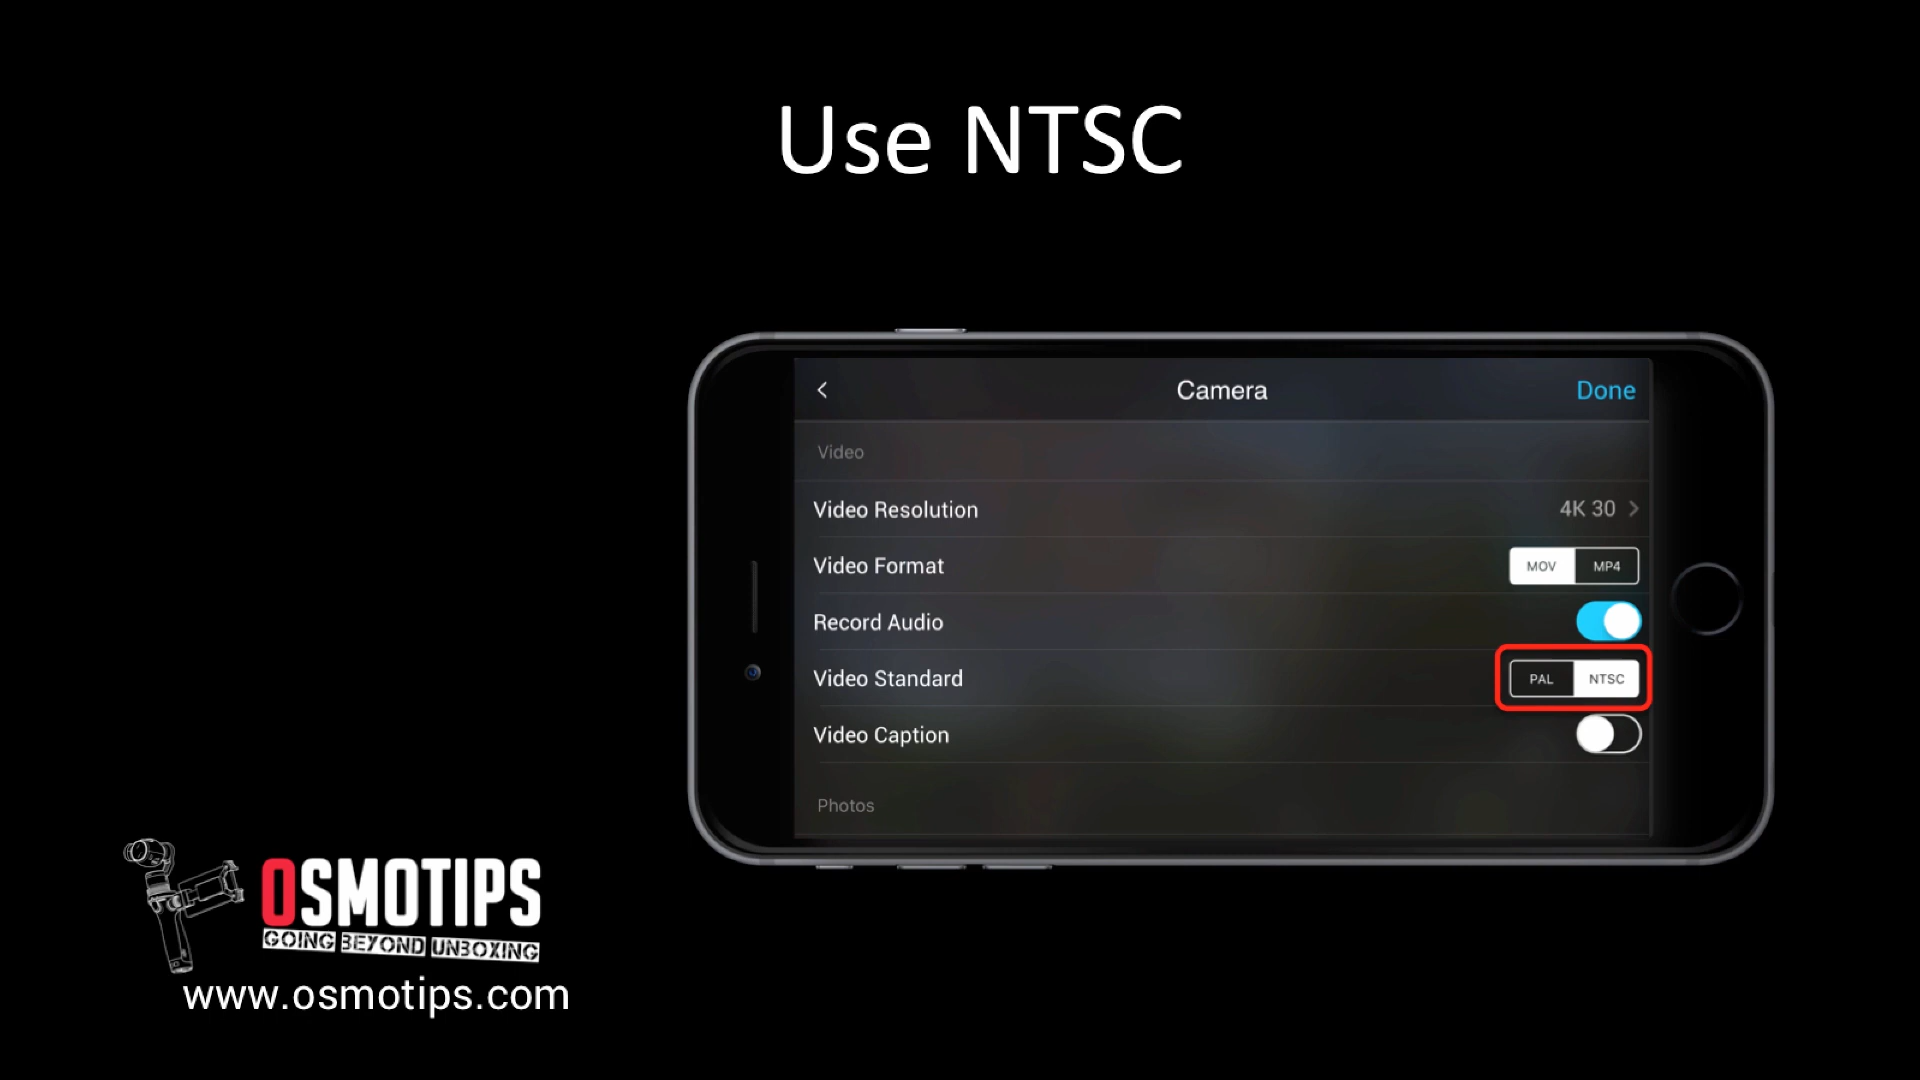 Use NTSC
Camera
Done
Video
Video Resolution
4K 30
Video Format
MOV
MP4
Record Audio
Video Standard
PAL
NTSC
Video Caption
Photos
OSMOTIPS
GOING BEYOND UNBOXING
www.osmotips.com